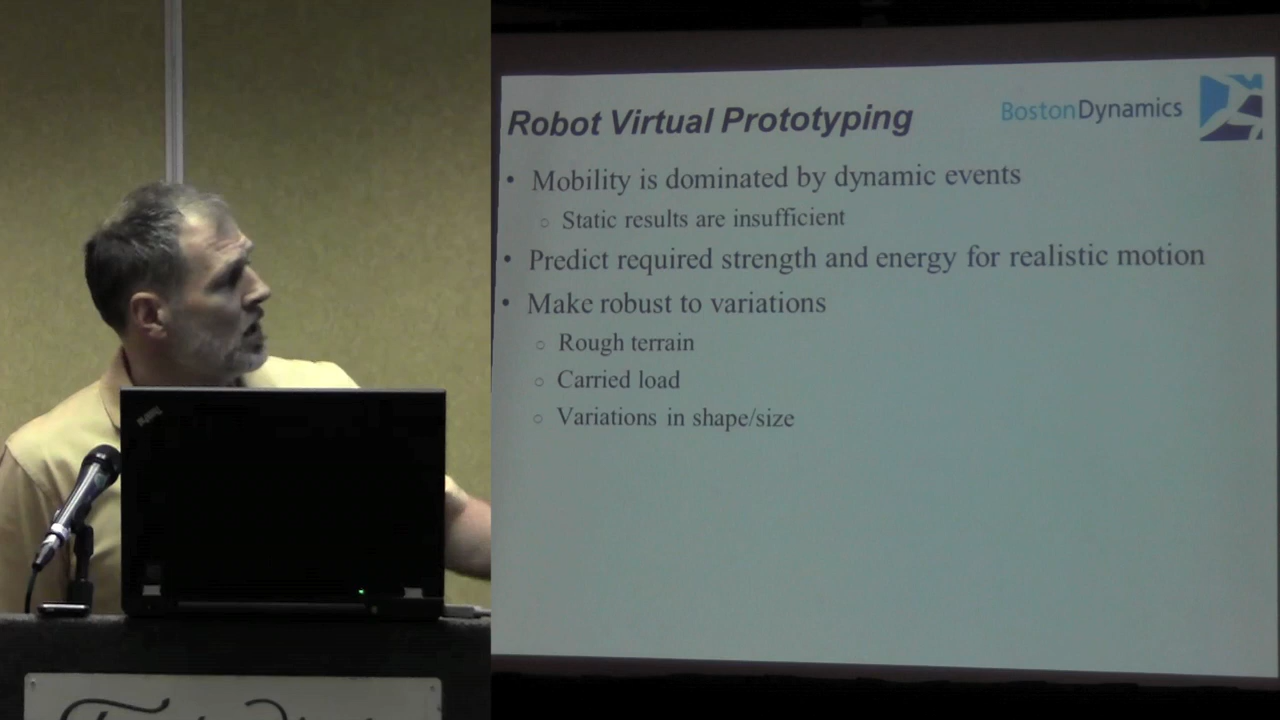 Robot Virtual Prototyping
BostonDynamics
• Mobility is dominated by dynamic events
○ Static results are insufficient
• Predict required strength and energy for realistic motion
• Make robust to variations
○ Rough terrain
○ Carried load
○ Variations in shape/size